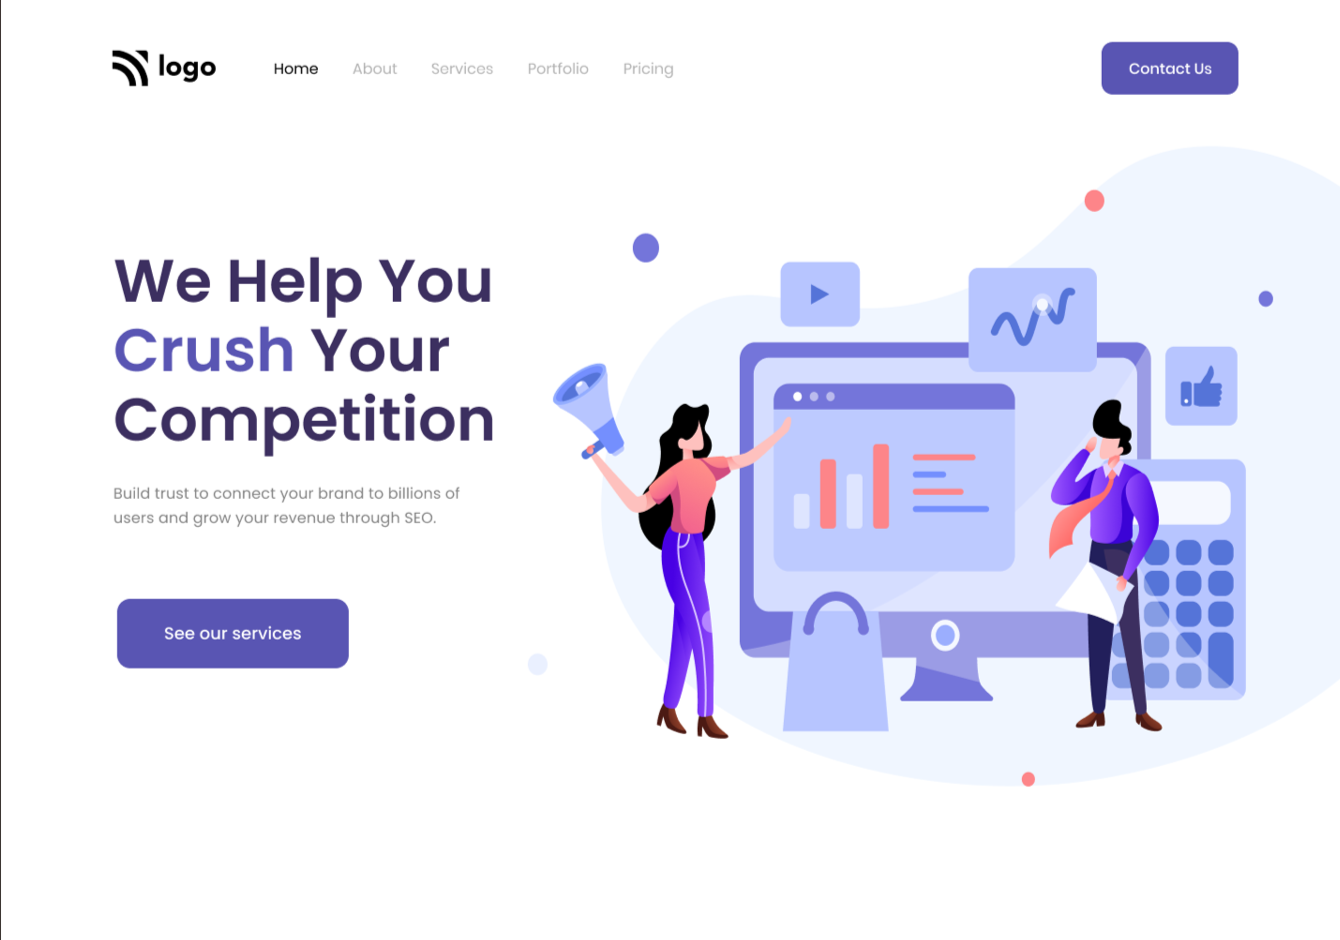 logo
Home About Services Portfolio Pricing
Contact Us
We Help You
Crush Your
Competition
Build trust to connect your brand to billions of
users and grow your revenue through SEO.
See our services